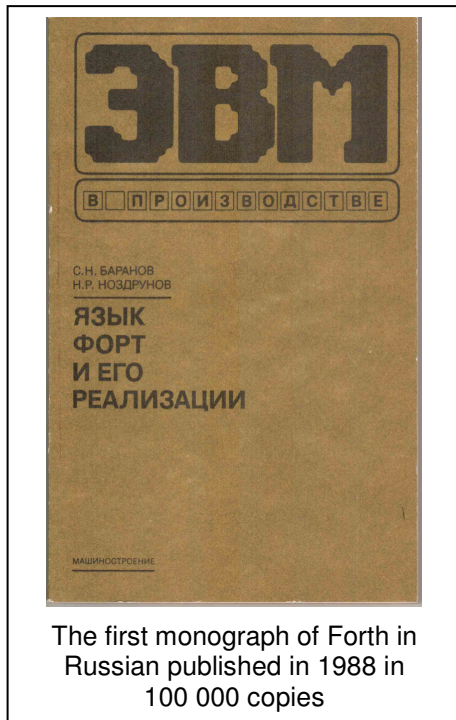 ЭВМ
В ПРОИЗВОДСТВЕ
С.Н. БАРАНОВ
Н.Р. НОЗДРУНОВ
ЯЗЫК
ФОРТ
И ЕГО
РЕАЛИЗАЦИИ
МАШИНОСТРОЕНИЕ
The first monograph of Forth in
Russian published in 1988 in
100 000 copies